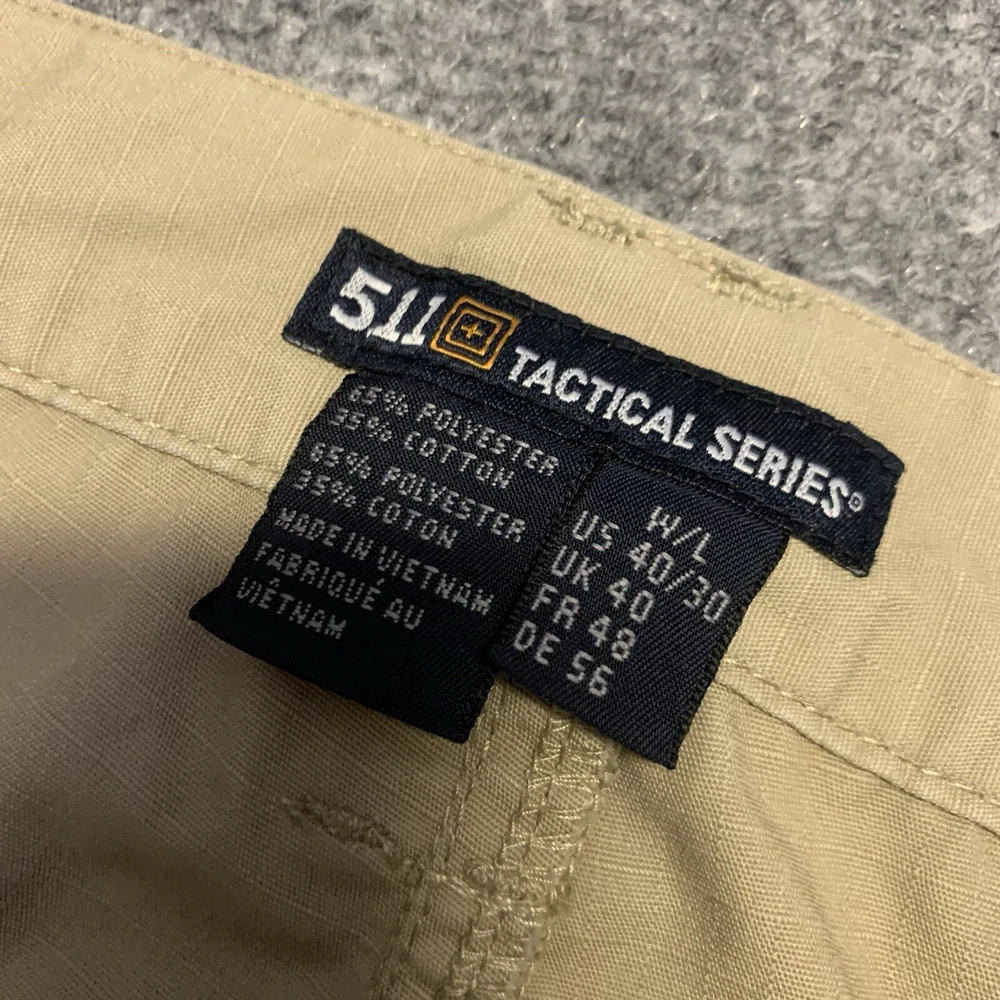 5.11 TACTICAL SERIES®
65% POLYESTER
35% COTTON
65% POLYESTER
35% COTON
MADE IN VIETNAM
FABRIQUÉ AU
VIÊTNAM
W/L
US 40/30
UK 40
FR 48
DE 56